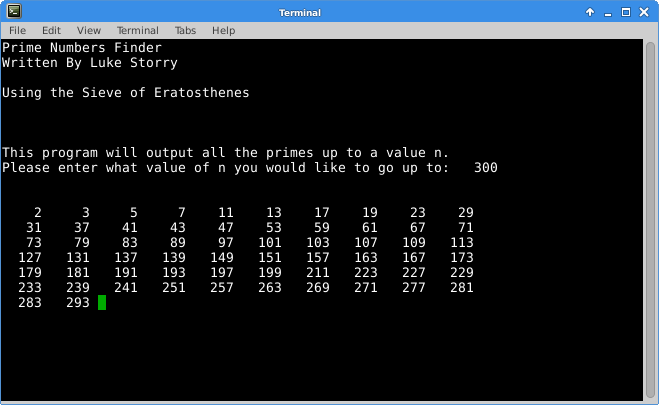 Terminal
File Edit View Terminal Tabs Help
Prime Numbers Finder
Written By Luke Storry
Using the Sieve of Eratosthenes
This program will output all the primes up to a value n.
Please enter what value of n you would like to go up to: 300
2 3 5 7 11 13 17 19 23 29
31 37 41 43 47 53 59 61 67 71
73 79 83 89 97 101 103 107 109 113
127 131 137 139 149 151 157 163 167 173
179 181 191 193 197 199 211 223 227 229
233 239 241 251 257 263 269 271 277 281
283 293